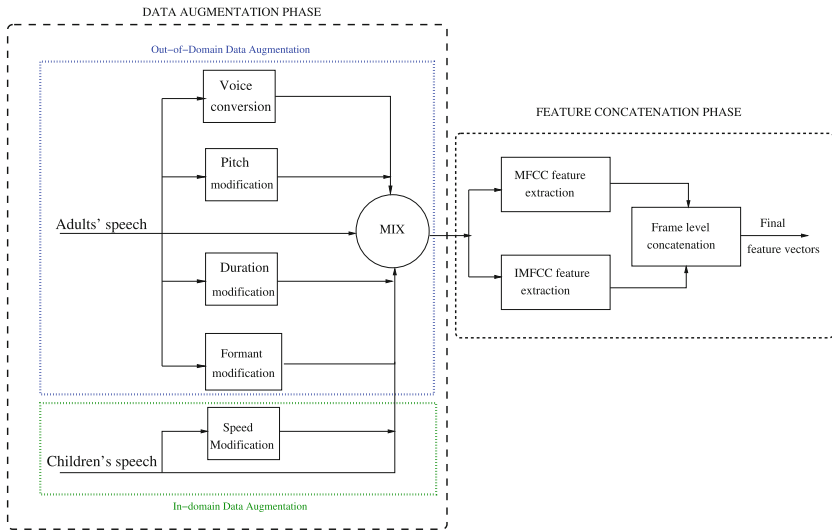 DATA AUGMENTATION PHASE
Out-of-Domain Data Augmentation
Voice
conversion
Pitch
modification
Adults' speech
MIX
Duration
modification
Formant
modification
Speed
Modification
Children's speech
In-domain Data Augmentation
FEATURE CONCATENATION PHASE
MFCC feature
extraction
Frame level
concatenation
IMFCC feature
extraction
Final
feature vectors